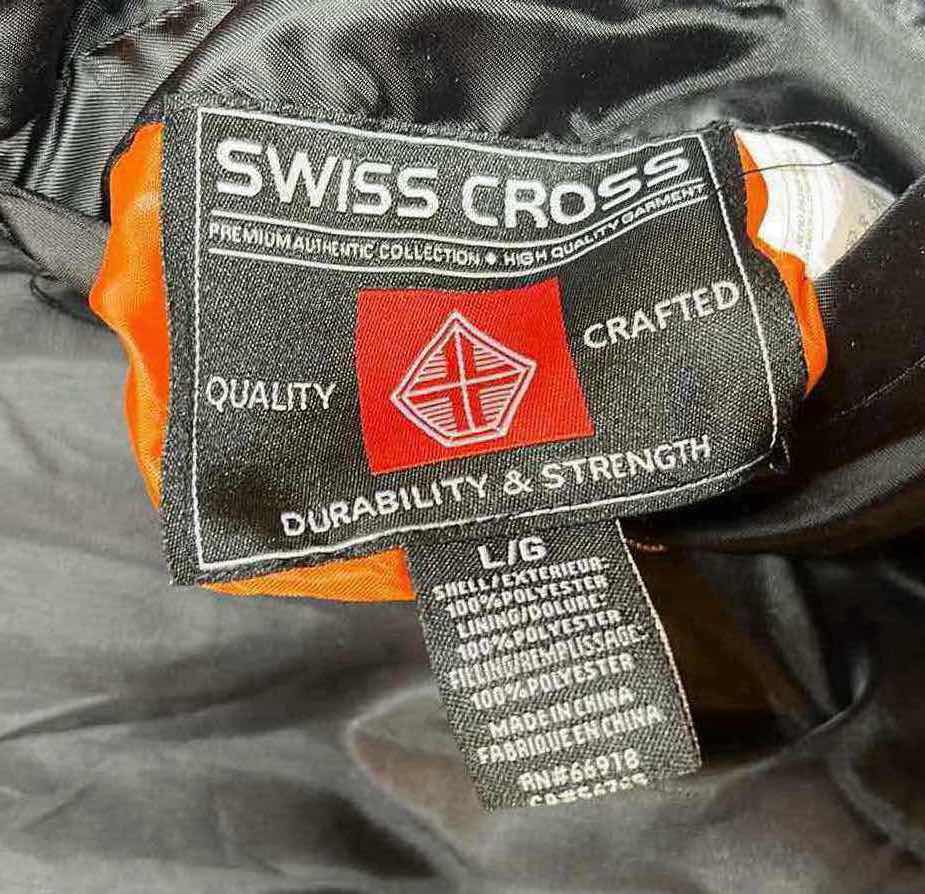 SWISS CROSS
PREMIUM AUTHENTIC COLLECTION • HIGH QUALITY GARMENT
QUALITY
CRAFTED
DURABILITY & STRENGTH
L/G
SHELL/EXTERIEUR:
100%POLYESTER
LINING/DOLURE:
100%POLYESTER
FILLING/REMPLISSAGE:
100%POLYESTER
MADE IN CHINA
FABRIQUE EN CHINA
RN#66918